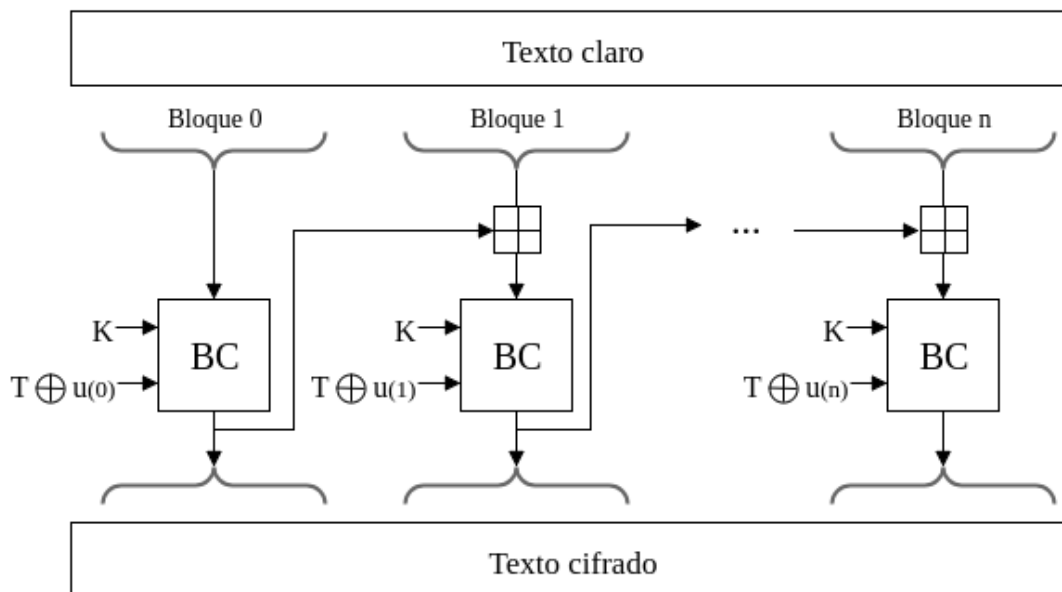 Texto claro
Bloque 0 Bloque 1 Bloque n
...
K K K
BC BC BC
T ⊕ u(0) T ⊕ u(1) T ⊕ u(n)
Texto cifrado